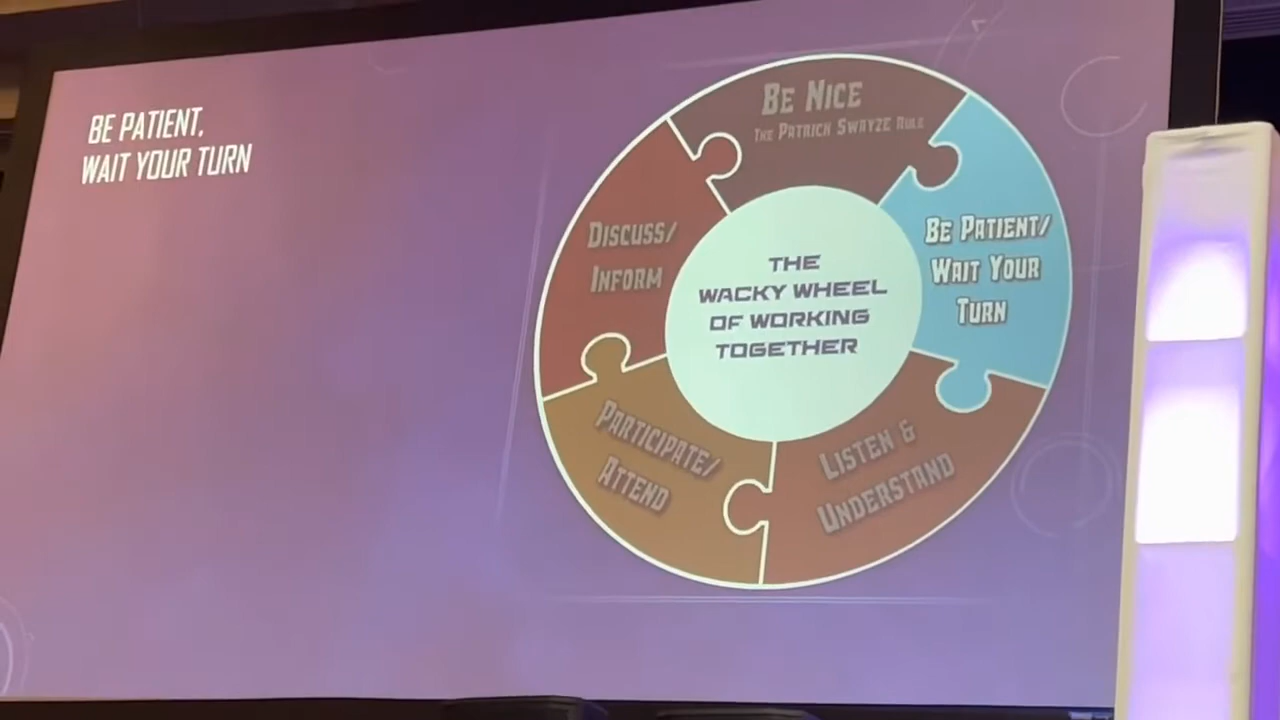 BE PATIENT,
WAIT YOUR TURN
BE NICE
THE PATRICK SWAYZE RULE
BE PATIENT/
WAIT YOUR
TURN
DISCUSS/
INFORM
THE
WACKY WHEEL
OF WORKING
TOGETHER
PARTICIPATE/
ATTEND
LISTEN &
UNDERSTAND